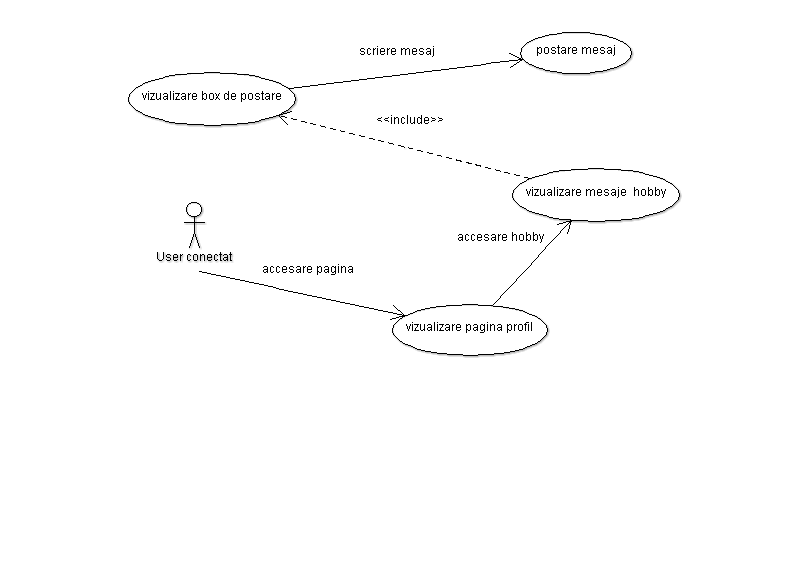 scriere mesaj
postare mesaj
vizualizare box de postare
<<include>>
vizualizare mesaje hobby
accesare hobby
User conectat
accesare pagina
vizualizare pagina profil